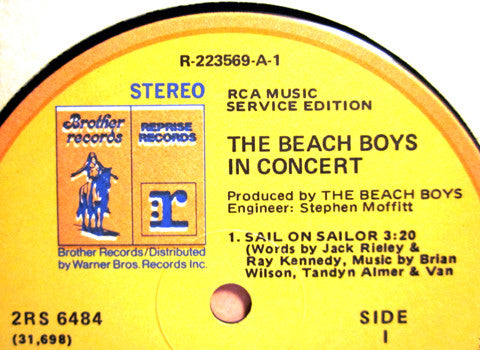 R-223569-A-1
STEREO
RCA MUSIC
SERVICE EDITION
Brother
records
REPRISE
RECORDS
r:
THE BEACH BOYS
IN CONCERT
Produced by THE BEACH BOYS
Engineer: Stephen Moffitt
1. SAIL ON SAILOR 3:20
(Words by Jack Rieley &
Ray Kennedy, Music by Brian
Wilson, Tandyn Almer & Van
Brother Records/Distributed
by Warner Bros. Records Inc.
2RS 6484
(31,698)
SIDE
I